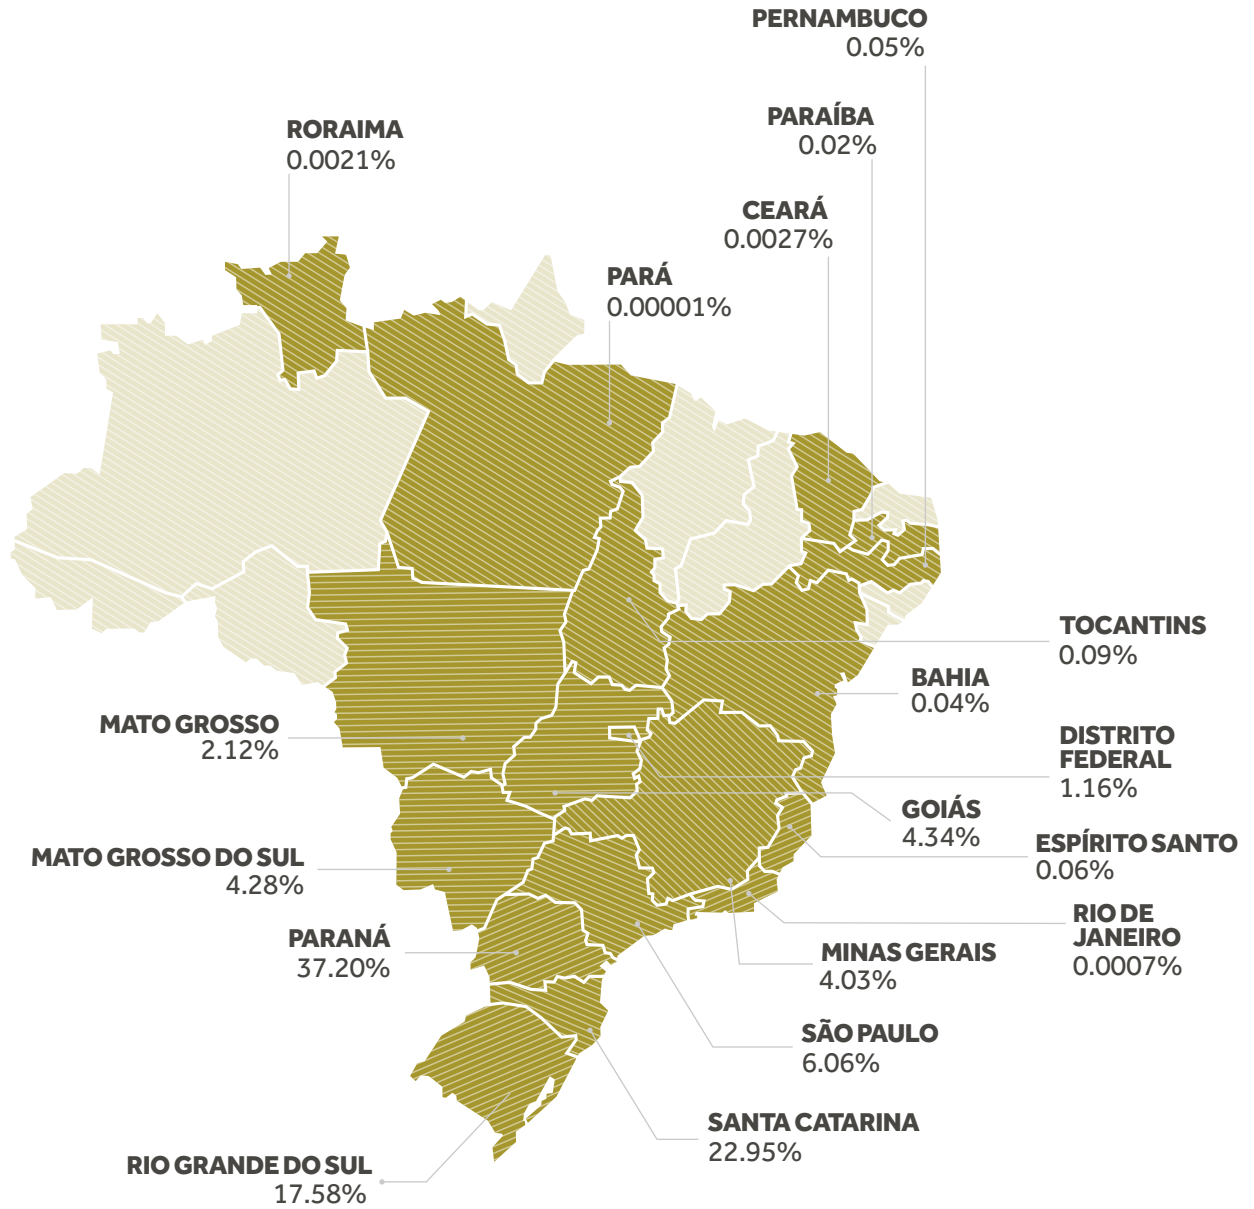 PERNAMBUCO
0.05%
PARAÍBA
0.02%
RORAIMA
0.0021%
CEARÁ
0.0027%
PARÁ
0.00001%
TOCANTINS
0.09%
BAHIA
0.04%
MATO GROSSO
2.12%
DISTRITO
FEDERAL
1.16%
GOIÁS
4.34%
ESPÍRITO SANTO
0.06%
MATO GROSSO DO SUL
4.28%
RIO DE
JANEIRO
0.0007%
PARANÁ
37.20%
MINAS GERAIS
4.03%
SÃO PAULO
6.06%
SANTA CATARINA
22.95%
RIO GRANDE DO SUL
17.58%